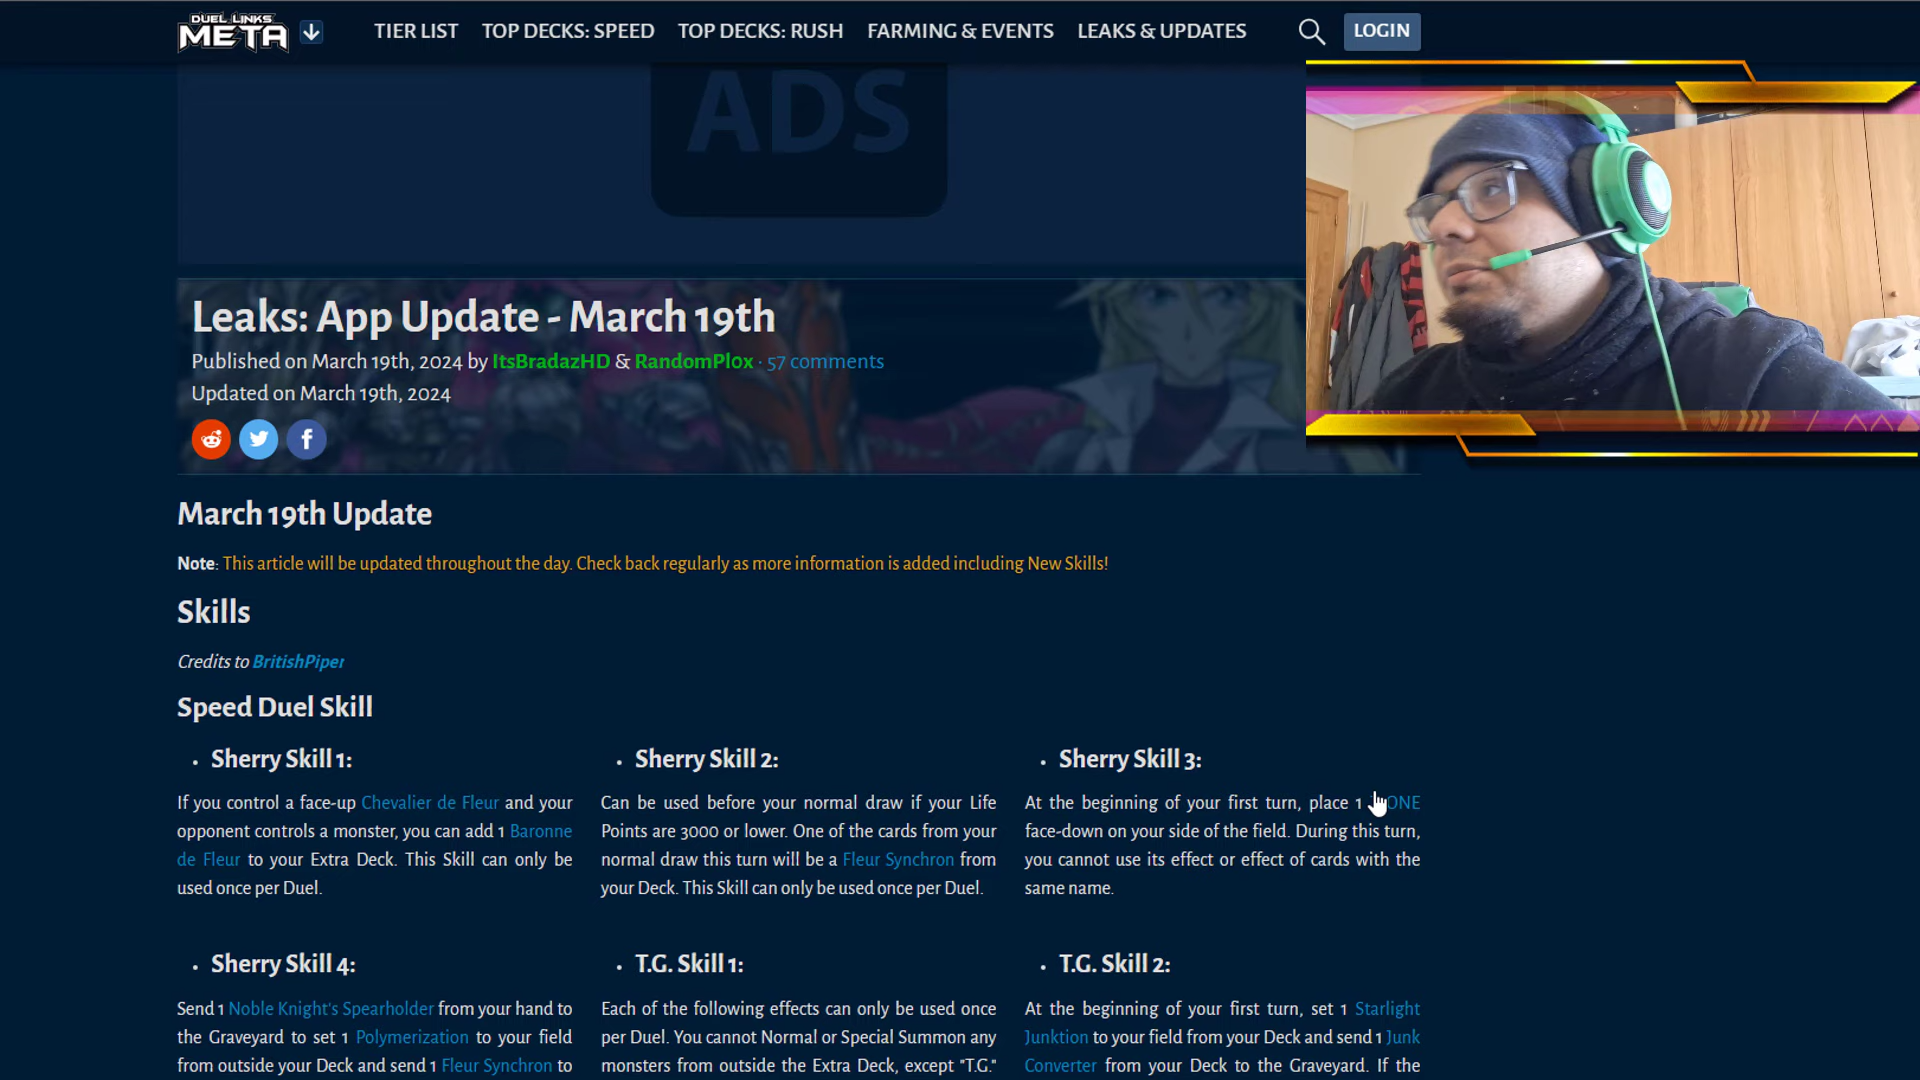 DUEL LINKS
META
TIER LIST
TOP DECKS: SPEED
TOP DECKS: RUSH
FARMING & EVENTS
LEAKS & UPDATES
LOGIN
ADS
Leaks: App Update - March 19th
Published on March 19th, 2024 by ItsBradazHD & RandomPl0x · 57 comments
Updated on March 19th, 2024
March 19th Update
Note: This article will be updated throughout the day. Check back regularly as more information is added including New Skills!
Skills
Credits to BritishPiper
Speed Duel Skill
• Sherry Skill 1:
If you control a face-up Chevalier de Fleur and your
opponent controls a monster, you can add 1 Baronne
de Fleur to your Extra Deck. This Skill can only be
used once per Duel.
• Sherry Skill 2:
Can be used before your normal draw if your Life
Points are 3000 or lower. One of the cards from your
normal draw this turn will be a Fleur Synchron from
your Deck. This Skill can only be used once per Duel.
• Sherry Skill 3:
At the beginning of your first turn, place 1
face-down on your side of the field. During this turn,
you cannot use its effect or effect of cards with the
same name.
• Sherry Skill 4:
Send 1 Noble Knight's Spearholder from your hand to
the Graveyard to set 1 Polymerization to your field
from outside your Deck and send 1 Fleur Synchron to
• T.G. Skill 1:
Each of the following effects can only be used once
per Duel. You cannot Normal or Special Summon any
monsters from outside the Extra Deck, except "T.G."
• T.G. Skill 2:
At the beginning of your first turn, set 1 Starlight
Junktion to your field from your Deck and send 1 Junk
Converter from your Deck to the Graveyard. If the